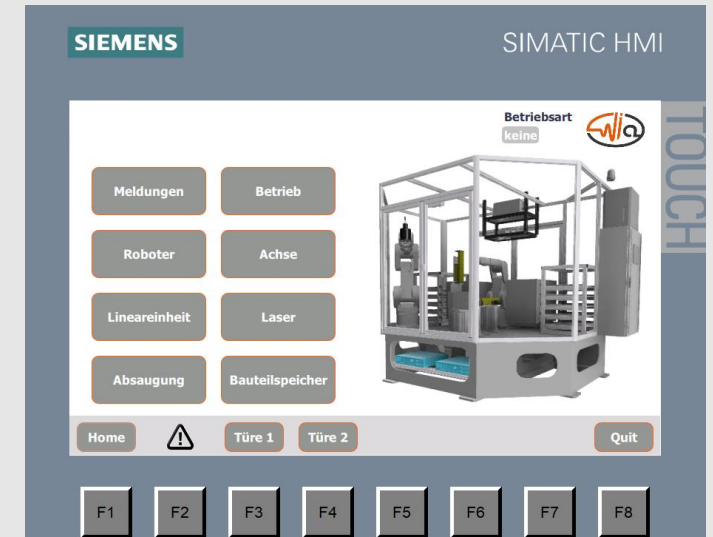 SIEMENS
SIMATIC HMI
TOUCH
Betriebsart
keine
wia
Meldungen
Betrieb
Roboter
Achse
Lineareinheit
Laser
Absaugung
Bauteilspeicher
Home
Türe 1
Türe 2
Quit
F1
F2
F3
F4
F5
F6
F7
F8